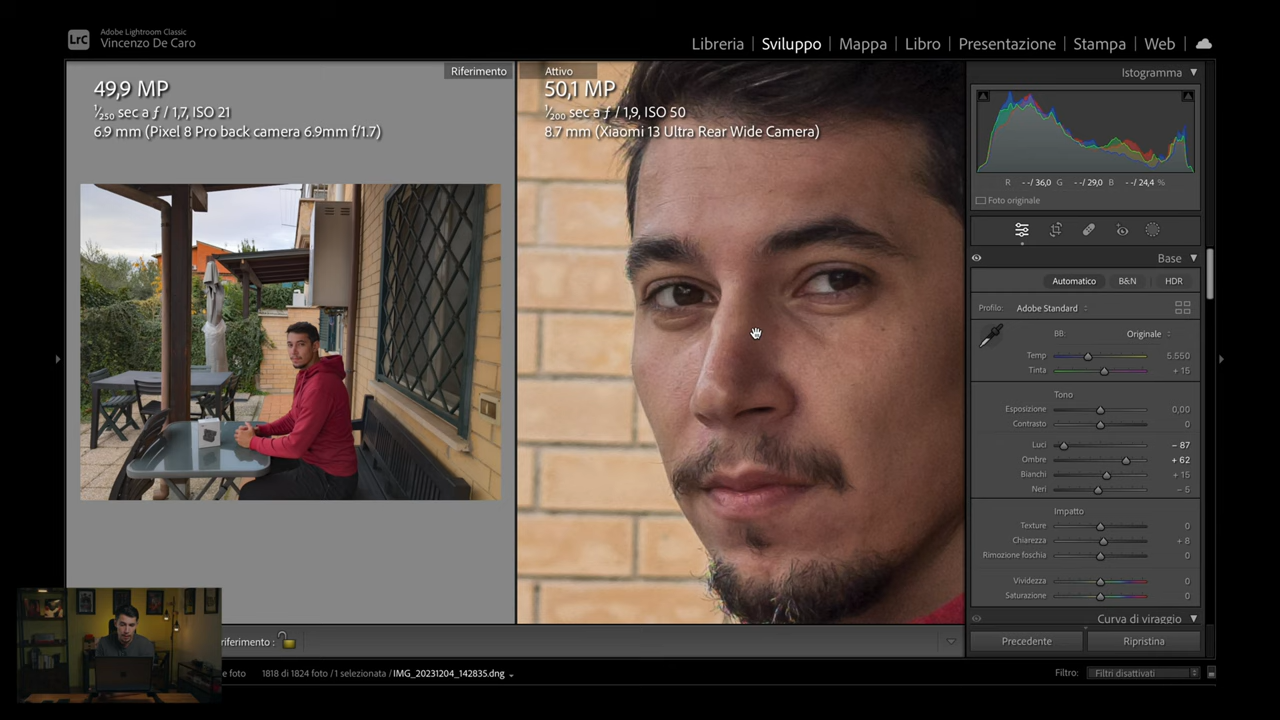 LrC
Adobe Lightroom Classic
Vincenzo De Caro
Libreria | Sviluppo | Mappa | Libro | Presentazione | Stampa | Web
49,9 MP
1/250 sec a ƒ / 1,7, ISO 21
6.9 mm (Pixel 8 Pro back camera 6.9mm f/1.7)
Riferimento
Attivo
50,1 MP
1/200 sec a ƒ / 1,9, ISO 50
8.7 mm (Xiaomi 13 Ultra Rear Wide Camera)
Istogramma
R --/ 36,0 G --/ 29,0 B --/ 24,4 %
Foto originale
Base
Automatico B&N HDR
Profilo: Adobe Standard
BB: Originale
Temp 5.550
Tinta + 15
Tono
Esposizione 0,00
Contrasto 0
Luci – 87
Ombre + 62
Bianchi + 15
Neri – 5
Impatto
Texture 0
Chiarezza + 8
Rimozione foschia 0
Vividezza 0
Saturazione 0
Curva di viraggio
riferimento :
Precedente Ripristina
e foto 1818 di 1824 foto / 1 selezionata / IMG_20231204_142835.dng
Filtro: Filtri disattivati